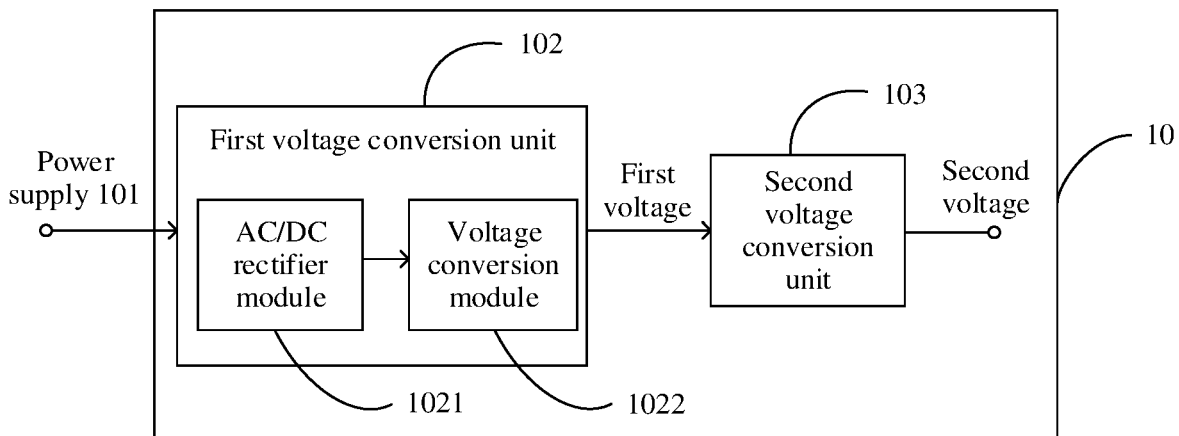 102
First voltage conversion unit
Power
supply 101
AC/DC
rectifier
module
1021
Voltage
conversion
module
1022
First
voltage
103
Second
voltage
conversion
unit
Second
voltage
10